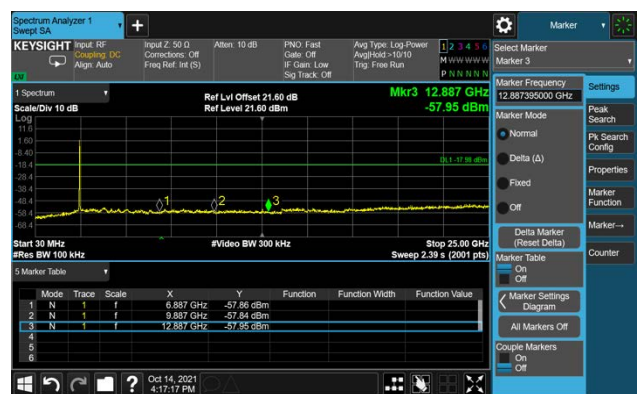 Spectrum Analyzer 1
Swept SA
Marker
KEYSIGHT
Input: RF
Coupling: DC
Align: Auto
Input Z: 50 Ω
Corrections: Off
Freq Ref: Int (S)
Atten: 10 dB
PNO: Fast
Gate: Off
IF Gain: Low
Sig Track: Off
Avg Type: Log-Power
Avg|Hold:>10/10
Trig: Free Run
1 2 3 4 5 6
M W W W W W
P N N N N N
LV
Select Marker
Marker 3
1 Spectrum
Scale/Div 10 dB
Ref Lvl Offset 21.60 dB
Ref Level 21.60 dBm
Mkr3 12.887 GHz
-57.95 dBm
Log
11.6
1.60
-8.40
-18.4
-28.4
-38.4
-48.4
-58.4
-68.4
DL1 -17.98 dBm
1
2
3
Start 30 MHz
#Res BW 100 kHz
#Video BW 300 kHz
Stop 25.00 GHz
Sweep 2.39 s (2001 pts)
5 Marker Table
Mode Trace Scale X Y Function Function Width Function Value
1 N 1 f 6.887 GHz -57.86 dBm
2 N 1 f 9.887 GHz -57.84 dBm
3 N 1 f 12.887 GHz -57.95 dBm
4
5
6
Marker Frequency
12.887395000 GHz
Marker Mode
Normal
Delta (Δ)
Fixed
Off
Delta Marker
(Reset Delta)
Marker Table
On
Off
Marker Settings
Diagram
All Markers Off
Couple Markers
On
Off
Settings
Peak
Search
Pk Search
Config
Properties
Marker
Function
Marker→
Counter
?
Oct 14, 2021
4:17:17 PM